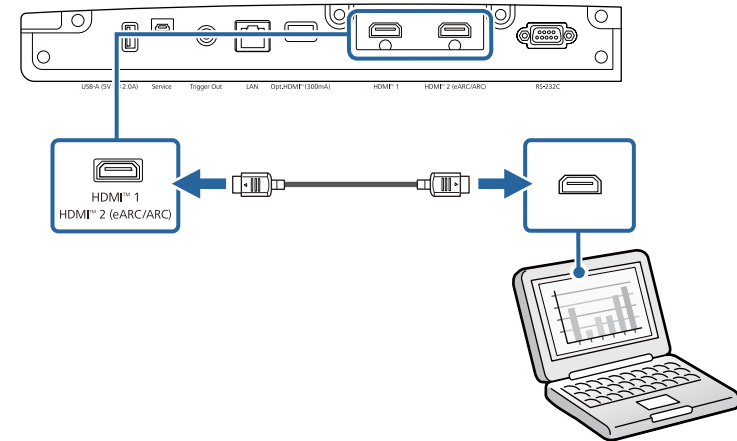 USB-A (5V ⎓ 2.0A) Service Trigger Out LAN Opt.HDMI™ (300mA) HDMI™ 1 HDMI™ 2 (eARC/ARC) RS-232C
HDMI™ 1
HDMI™ 2 (eARC/ARC)